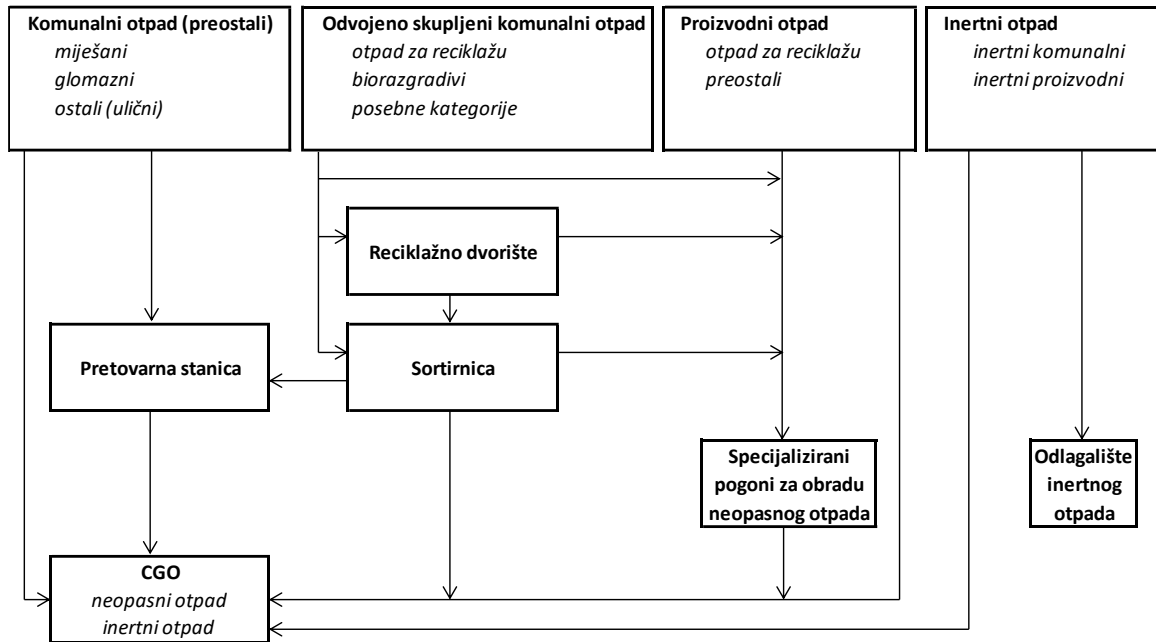 Komunalni otpad (preostali)
miješani
glomazni
ostali (ulični)
Odvojeno skupljeni komunalni otpad
otpad za reciklažu
biorazgradivi
posebne kategorije
Proizvodni otpad
otpad za reciklažu
preostali
Inertni otpad
inertni komunalni
inertni proizvodni
Reciklažno dvorište
Pretovarna stanica
Sortirnica
Specijalizirani
pogoni za obradu
neopasnog otpada
Odlagalište
inertnog
otpada
CGO
neopasni otpad
inertni otpad